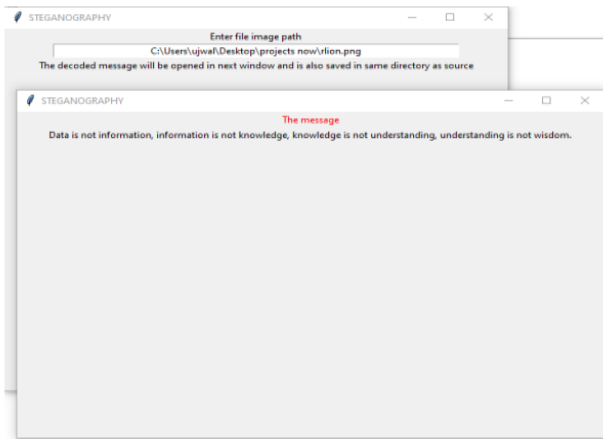 STEGANOGRAPHY
Enter file image path
C:\Users\ujwal\Desktop\projects now\rlion.png
The decoded message will be opened in next window and is also saved in same directory as source
STEGANOGRAPHY
The message
Data is not information, information is not knowledge, knowledge is not understanding, understanding is not wisdom.